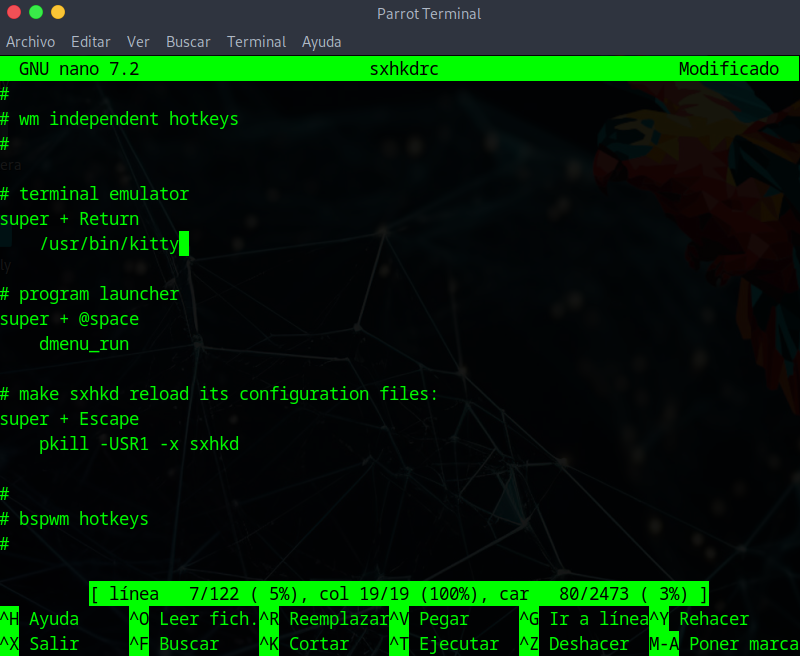 Parrot Terminal
Archivo Editar Ver Buscar Terminal Ayuda
GNU nano 7.2 sxhkdrc Modificado
#
# wm independent hotkeys
#
# terminal emulator
super + Return
    /usr/bin/kitty
# program launcher
super + @space
    dmenu_run
# make sxhkd reload its configuration files:
super + Escape
    pkill -USR1 -x sxhkd
#
# bspwm hotkeys
#
[ línea   7/122 ( 5%), col 19/19 (100%), car   80/2473 ( 3%) ]
^H Ayuda ^O Leer fich. ^R Reemplazar ^V Pegar ^G Ir a línea ^Y Rehacer
^X Salir ^F Buscar ^K Cortar ^T Ejecutar ^Z Deshacer M-A Poner marca